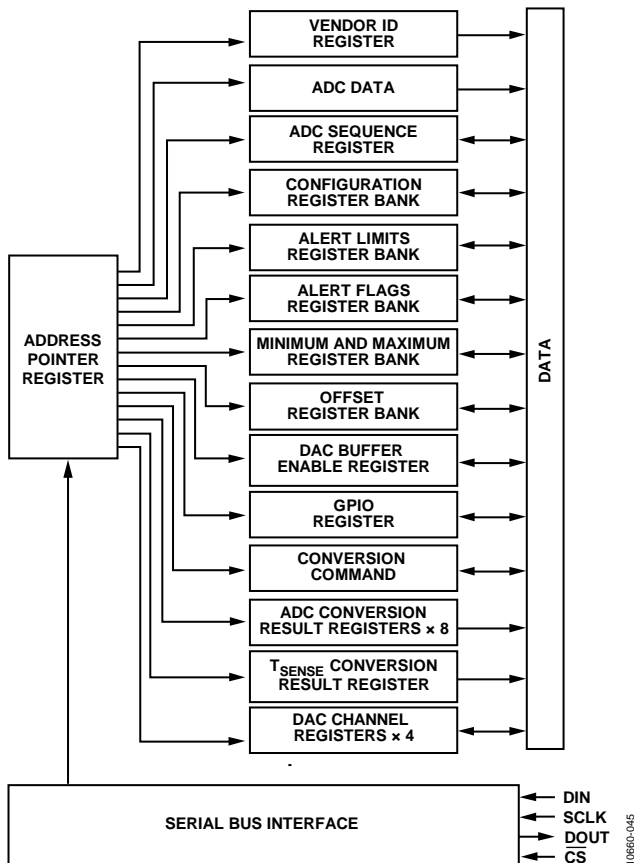 VENDOR ID
REGISTER
ADC DATA
ADC SEQUENCE
REGISTER
CONFIGURATION
REGISTER BANK
ALERT LIMITS
REGISTER BANK
ALERT FLAGS
REGISTER BANK
ADDRESS
POINTER
REGISTER
MINIMUM AND MAXIMUM
REGISTER BANK
DATA
OFFSET
REGISTER BANK
DAC BUFFER
ENABLE REGISTER
GPIO
REGISTER
CONVERSION
COMMAND
ADC CONVERSION
RESULT REGISTERS × 8
TSENSE CONVERSION
RESULT REGISTER
DAC CHANNEL
REGISTERS × 4
SERIAL BUS INTERFACE
DIN
SCLK
DOUT
CS
0660-045